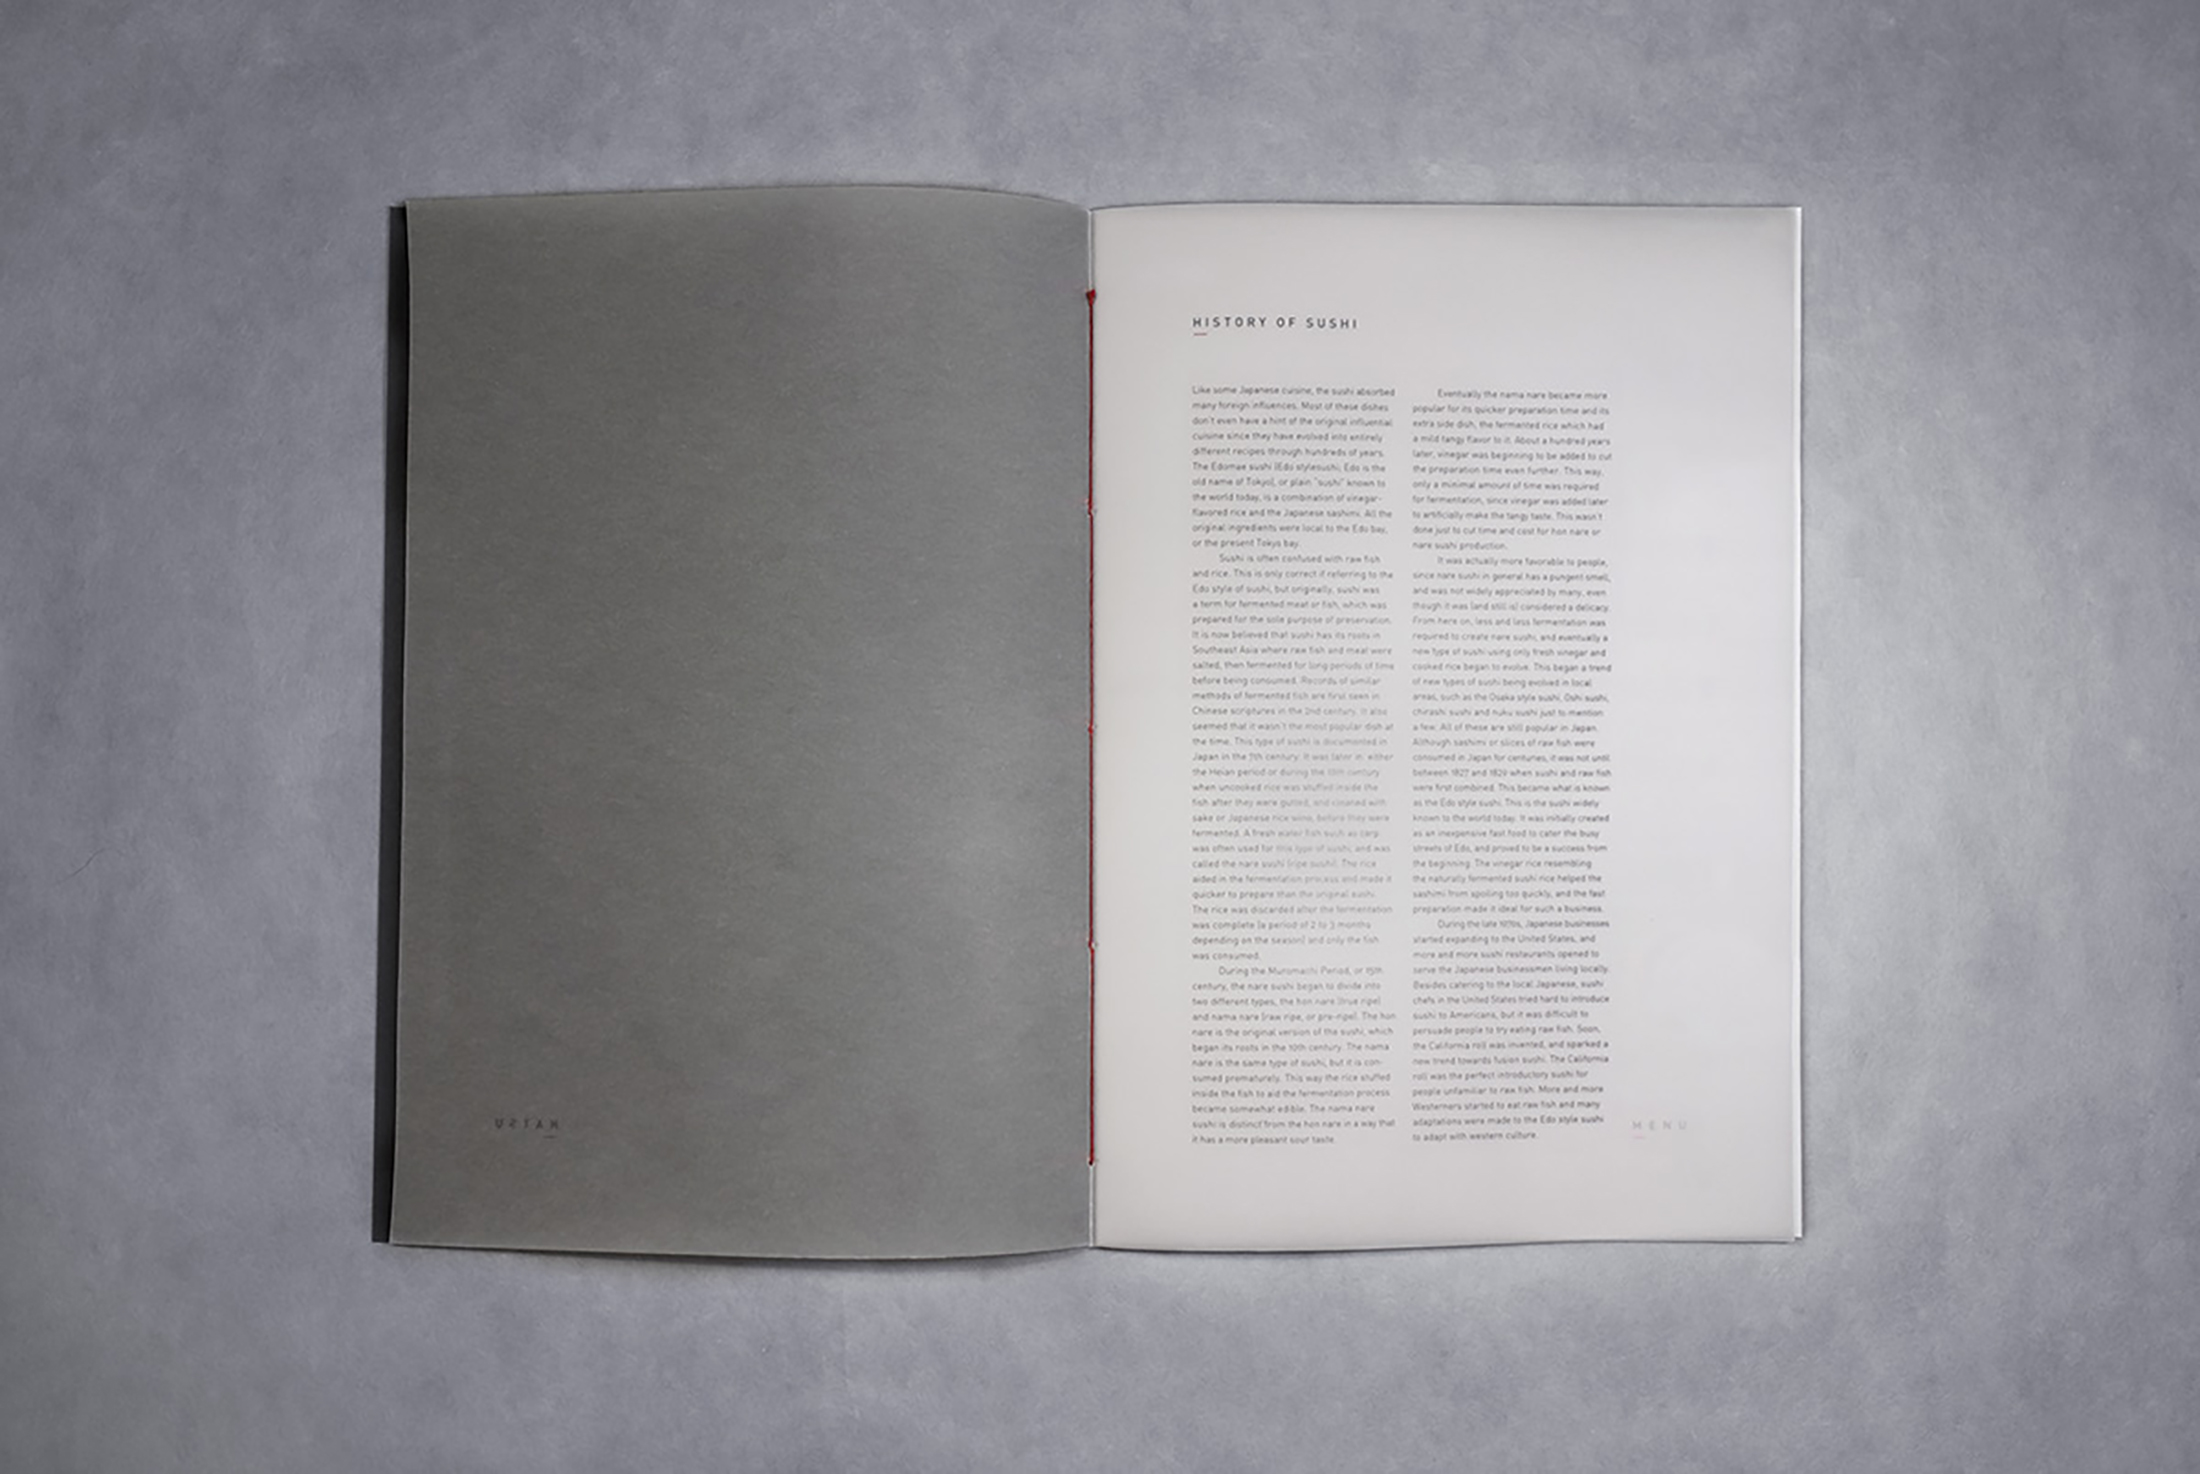 HISTORY OF SUSHI
Like some Japanese cuisine, the sushi absorbed
many foreign influences. Most of these dishes
don't even have a hint of the original influential
cuisine since they have evolved into entirely
different recipes through hundreds of years.
The Edomae sushi (Edo stylesushi; Edo is the
old name of Tokyo), or plain "sushi" known to
the world today, is a combination of vinegar-
flavored rice and the Japanese sashimi. All the
original ingredients were local to the Edo bay,
or the present Tokyo bay.
Sushi is often confused with raw fish
and rice. This is only correct if referring to the
Edo style of sushi, but originally, sushi was
a term for fermented meat or fish, which was
prepared for the sole purpose of preservation.
It is now believed that sushi has its roots in
Southeast Asia where raw fish and meat were
salted, then fermented for long periods of time
before being consumed. Records of similar
methods of fermented fish are first seen in
Chinese scriptures in the 2nd century. It also
seemed that it wasn't the most popular dish at
the time. This type of sushi is documented in
Japan in the 7th century. It was later in either
the Heian period or during the 10th century
when uncooked rice was stuffed inside the
fish after they were gutted, and cleaned with
sake or Japanese rice wine, before they were
fermented. A fresh water fish such as carp
was often used for this type of sushi, and was
called the nare sushi (ripe sushi). The rice
aided in the fermentation process and made it
quicker to prepare than the original sushi.
The rice was discarded after the fermentation
was complete (a period of 2 to 3 months
depending on the season) and only the fish
was consumed.
During the Muromachi Period, or 15th
century, the nare sushi began to divide into
two different types, the hon nare (true ripe)
and nama nare (raw ripe, or pre-ripe). The hon
nare is the original version of the sushi, which
began its roots in the 10th century. The nama
nare is the same type of sushi, but it is con-
sumed prematurely. This way the rice stuffed
inside the fish to aid the fermentation process
became somewhat edible. The nama nare
sushi is distinct from the hon nare in a way that
it has a more pleasant sour taste.
Eventually the nama nare became more
popular for its quicker preparation time and its
extra side dish, the fermented rice which had
a mild tangy flavor to it. About a hundred years
later, vinegar was beginning to be added to cut
the preparation time even further. This way,
only a minimal amount of time was required
for fermentation, since vinegar was added later
to artificially make the tangy taste. This wasn't
done just to cut time and cost for hon nare or
nare sushi production.
It was actually more favorable to people,
since nare sushi in general has a pungent smell,
and was not widely appreciated by many, even
though it was (and still is) considered a delicacy.
From here on, less and less fermentation was
required to create nare sushi, and eventually a
new type of sushi using only fresh vinegar and
cooked rice began to evolve. This began a trend
of new types of sushi being evolved in local
areas, such as the Osaka style sushi, Oshi sushi,
chirashi sushi and nuku sushi just to mention
a few. All of these are still popular in Japan.
Although sashimi or slices of raw fish were
consumed in Japan for centuries, it was not until
between 1827 and 1829 when sushi and raw fish
were first combined. This became what is known
as the Edo style sushi. This is the sushi widely
known to the world today. It was initially created
as an inexpensive fast food to cater the busy
streets of Edo, and proved to be a success from
the beginning. The vinegar rice resembling
the naturally fermented sushi rice helped the
sashimi from spoiling too quickly, and the fast
preparation made it ideal for such a business.
During the late 1970s, Japanese businesses
started expanding to the United States, and
more and more sushi restaurants opened to
serve the Japanese businessmen living locally.
Besides catering to the local Japanese, sushi
chefs in the United States tried hard to introduce
sushi to Americans, but it was difficult to
persuade people to try eating raw fish. Soon,
the California roll was invented, and sparked a
new trend towards fusion sushi. The California
roll was the perfect introductory sushi for
people unfamiliar to raw fish. More and more
Westerners started to eat raw fish and many
adaptations were made to the Edo style sushi
to adapt with western culture.
MENU